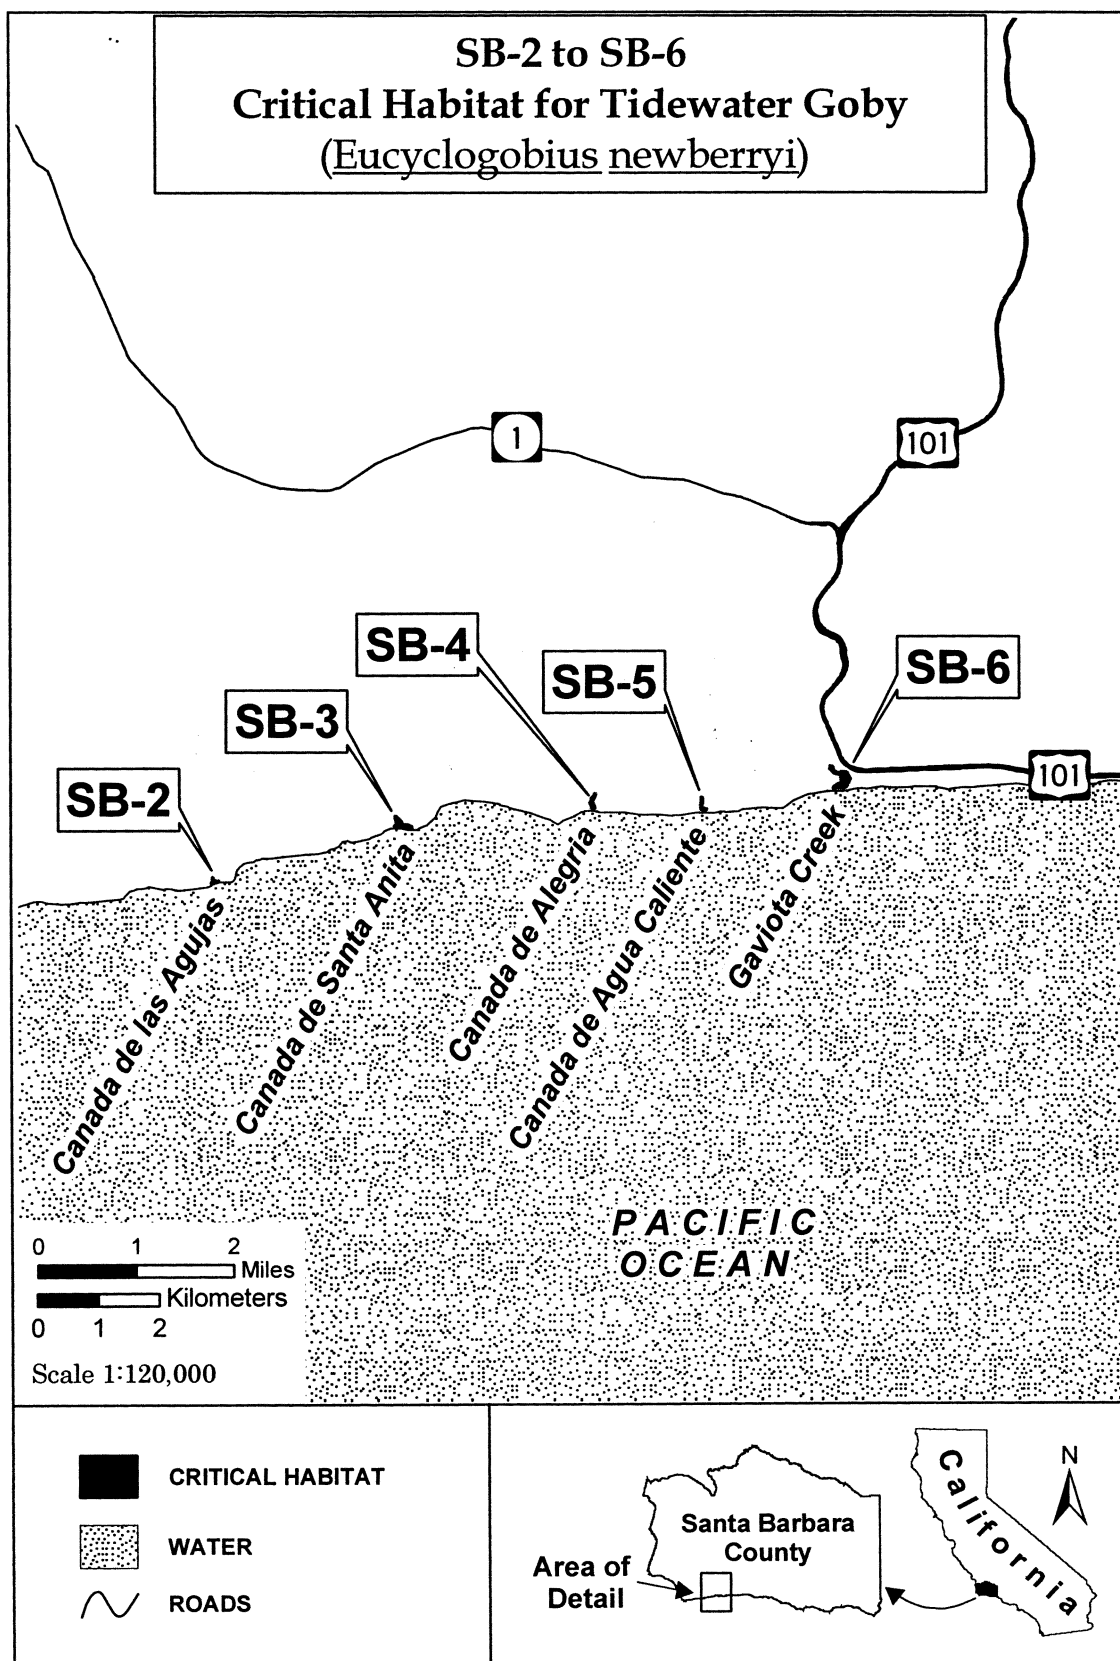 SB-2 to SB-6
Critical Habitat for Tidewater Goby
(Eucyclogobius newberryi)
1
101
SB-4
SB-5
SB-6
SB-3
SB-2
101
Canada de las Agujas
Canada de Santa Anita
Canada de Alegria
Canada de Agua Caliente
Gaviota Creek
PACIFIC
OCEAN
0 1 2
Miles
Kilometers
0 1 2
Scale 1:120,000
CRITICAL HABITAT
WATER
ROADS
Santa Barbara
County
Area of
Detail
California
N